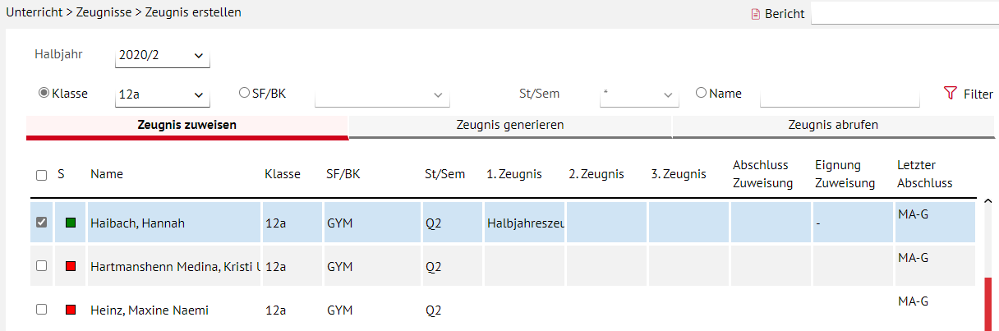 Unterricht > Zeugnisse > Zeugnis erstellen
Bericht
Halbjahr 2020/2
Klasse 12a SF/BK St/Sem * Name Filter
Zeugnis zuweisen Zeugnis generieren Zeugnis abrufen
S Name Klasse SF/BK St/Sem 1. Zeugnis 2. Zeugnis 3. Zeugnis Abschluss Zuweisung Eignung Zuweisung Letzter Abschluss
Haibach, Hannah 12a GYM Q2 Halbjahreszeu - MA-G
Hartmanshenn Medina, Kristi 12a GYM Q2 MA-G
Heinz, Maxine Naemi 12a GYM Q2 MA-G